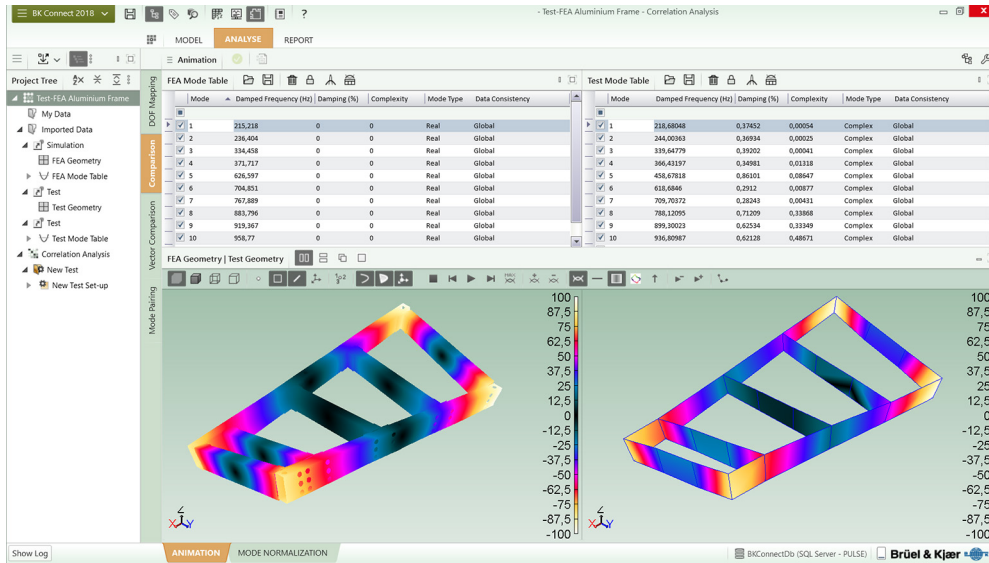 BK Connect 2018
?
- Test-FEA Aluminium Frame - Correlation Analysis
MODEL ANALYSE REPORT
Animation
Project Tree
Test-FEA Aluminium Frame
My Data
Imported Data
Simulation
FEA Geometry
FEA Mode Table
Test
Test Geometry
Test
Test Mode Table
Correlation Analysis
New Test
New Test Set-up
DOF Mapping
Comparison
Vector Comparison
Mode Pairing
FEA Mode Table
Mode Damped Frequency (Hz) Damping (%) Complexity Mode Type Data Consistency
1 215,218 0 0 Real Global
2 236,404 0 0 Real Global
3 334,458 0 0 Real Global
4 371,717 0 0 Real Global
5 626,597 0 0 Real Global
6 704,851 0 0 Real Global
7 767,889 0 0 Real Global
8 883,796 0 0 Real Global
9 919,367 0 0 Real Global
10 958,77 0 0 Real Global
Test Mode Table
Mode Damped Frequency (Hz) Damping (%) Complexity Mode Type Data Consistency
1 218,68048 0,37452 0,00054 Complex Global
2 244,00363 0,36934 0,00025 Complex Global
3 339,64779 0,39202 0,00041 Complex Global
4 366,43197 0,34981 0,01318 Complex Global
5 458,67818 0,86101 0,08647 Complex Global
6 618,6846 0,2912 0,00877 Complex Global
7 709,70372 0,28243 0,00431 Complex Global
8 788,12095 0,71209 0,33868 Complex Global
9 899,30023 0,62534 0,33349 Complex Global
10 936,80987 0,62128 0,48671 Complex Global
FEA Geometry | Test Geometry
100
87,5
75
62,5
50
37,5
25
12,5
0
-12,5
-25
-37,5
-50
-62,5
-75
-87,5
-100
Z
X Y
100
87,5
75
62,5
50
37,5
25
12,5
0
-12,5
-25
-37,5
-50
-62,5
-75
-87,5
-100
Z
X Y
Show Log
ANIMATION MODE NORMALIZATION
BKConnectDb (SQL Server - PULSE)
Brüel & Kjær